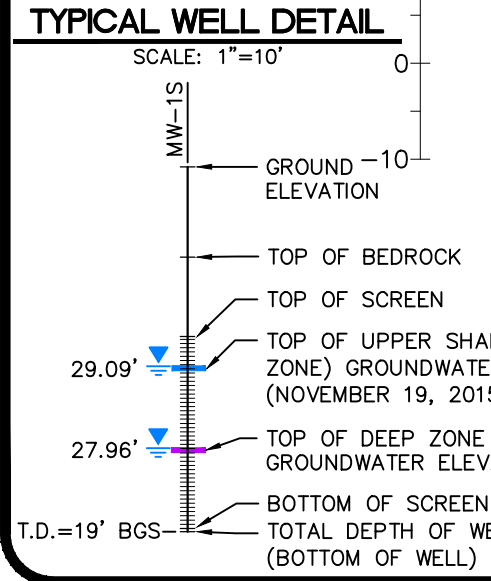 TYPICAL WELL DETAIL
SCALE: 1"=10'
0
-10
MW-1S
GROUND
ELEVATION
TOP OF BEDROCK
TOP OF SCREEN
29.09'
TOP OF UPPER
ZONE)
(NOVEMBER 19, 2015
27.96'
TOP OF DEEP ZONE
GROUNDWATER
BOTTOM OF SCREEN
T.D.=19' BGS
TOTAL DEPTH OF
(BOTTOM OF WELL)